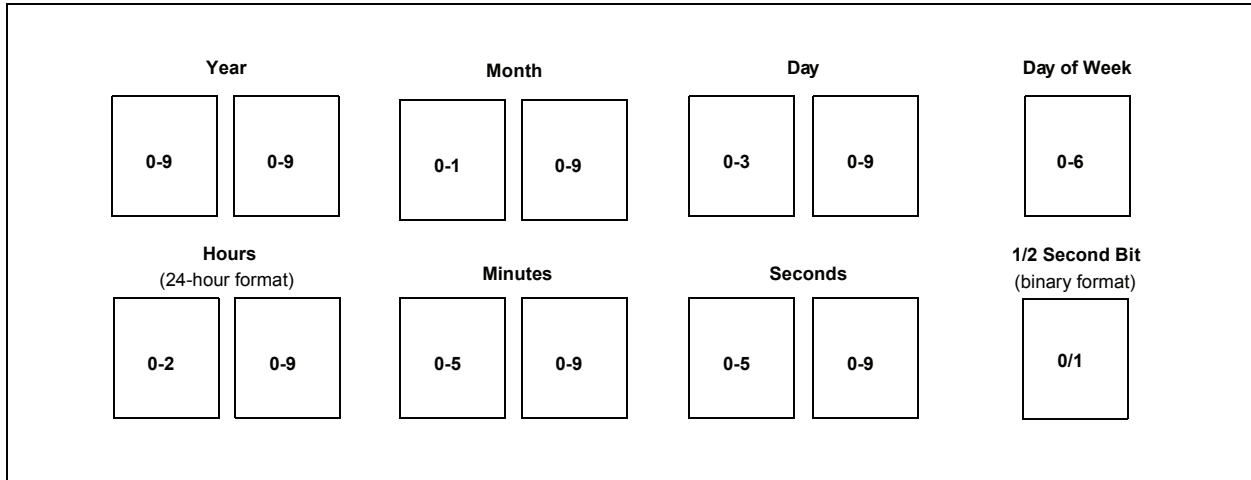 Year Month Day Day of Week
0-9 0-9 0-1 0-9 0-3 0-9 0-6
Hours
(24-hour format)
Minutes Seconds
1/2 Second Bit
(binary format)
0-2 0-9 0-5 0-9 0-5 0-9 0/1